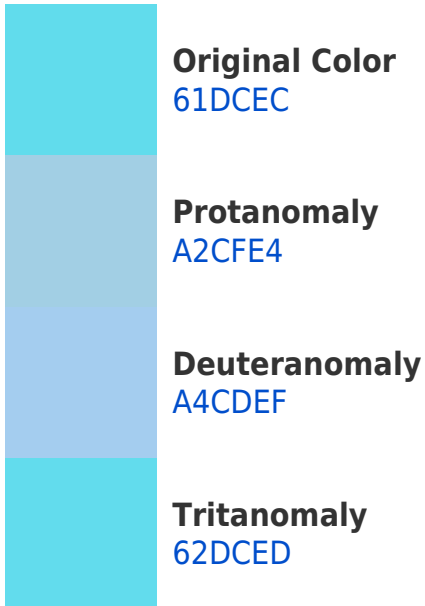 Original Color
61DCEC
Protanomaly
A2CFE4
Deuteranomaly
A4CDEF
Tritanomaly
62DCED